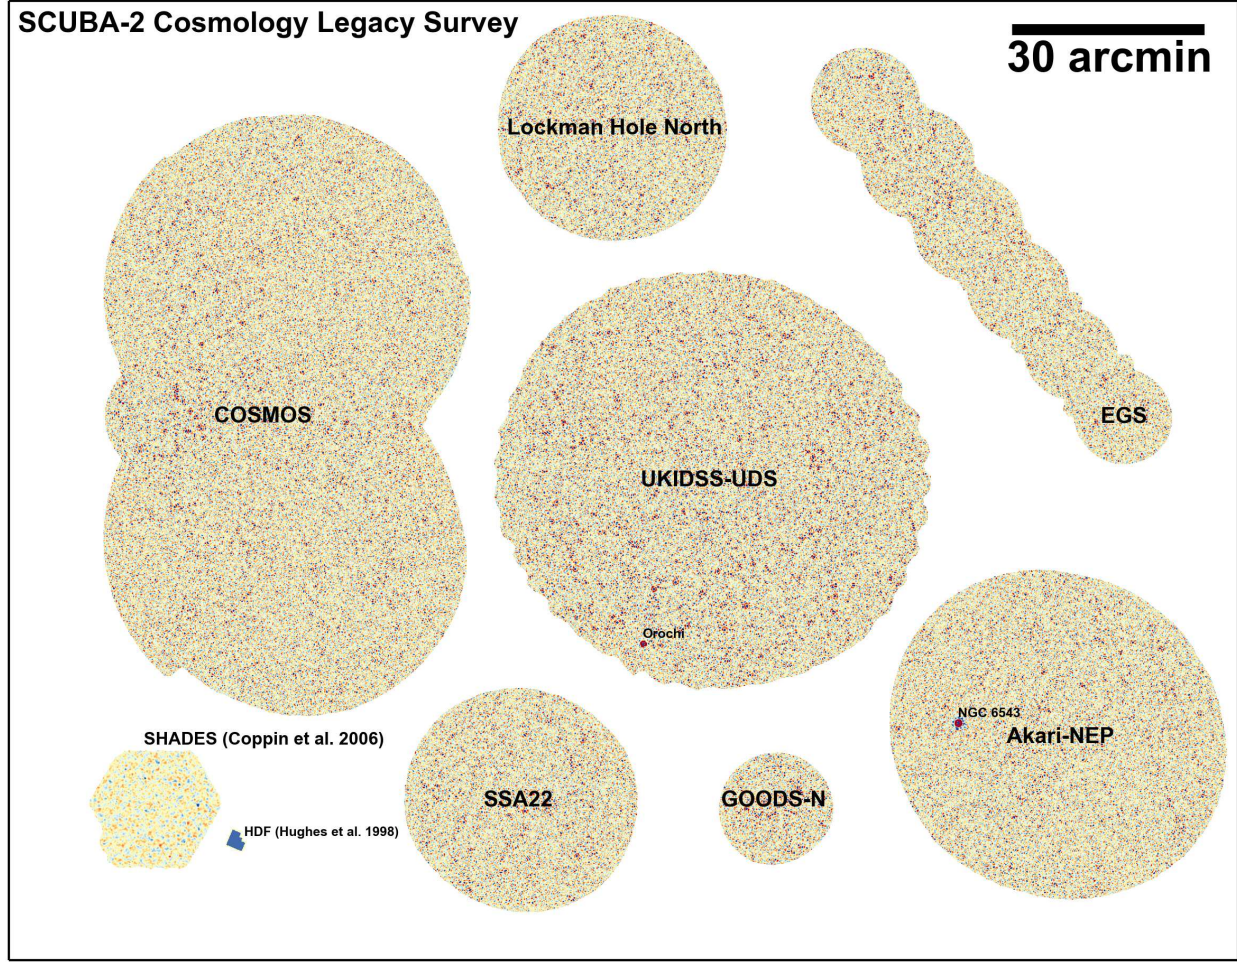 SCUBA-2 Cosmology Legacy Survey
30 arcmin
Lockman Hole North
COSMOS
EGS
UKIDSS-UDS
Orochi
NGC 6543
Akari-NEP
SHADES (Coppin et al. 2006)
SSA22
GOODS-N
HDF (Hughes et al. 1998)